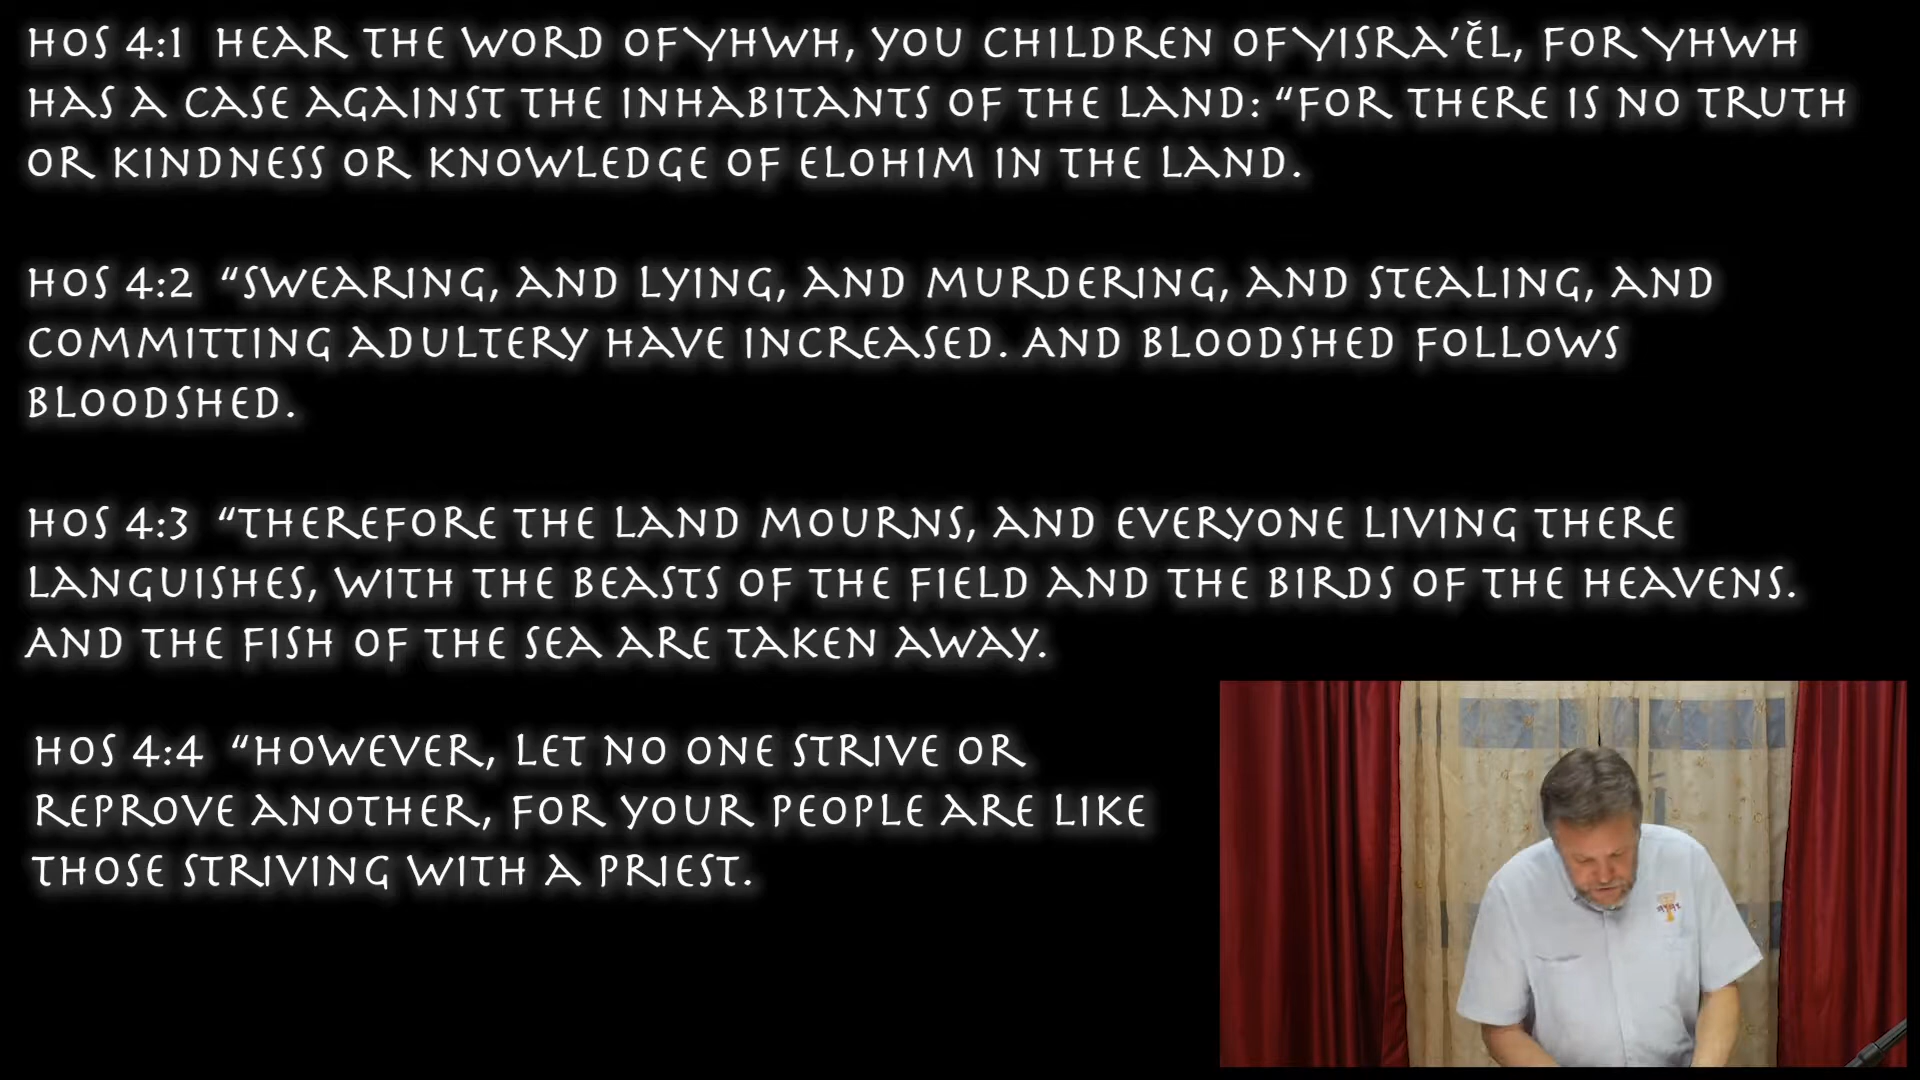 HOS 4:1 HEAR THE WORD OF YHWH, YOU CHILDREN OF YISRA'ĔL, FOR YHWH
HAS A CASE AGAINST THE INHABITANTS OF THE LAND: “FOR THERE IS NO TRUTH
OR KINDNESS OR KNOWLEDGE OF ELOHIM IN THE LAND.
HOS 4:2 “SWEARING, AND LYING, AND MURDERING, AND STEALING, AND
COMMITTING ADULTERY HAVE INCREASED. AND BLOODSHED FOLLOWS
BLOODSHED.
HOS 4:3 “THEREFORE THE LAND MOURNS, AND EVERYONE LIVING THERE
LANGUISHES, WITH THE BEASTS OF THE FIELD AND THE BIRDS OF THE HEAVENS.
AND THE FISH OF THE SEA ARE TAKEN AWAY.
HOS 4:4 “HOWEVER, LET NO ONE STRIVE OR
REPROVE ANOTHER, FOR YOUR PEOPLE ARE LIKE
THOSE STRIVING WITH A PRIEST.